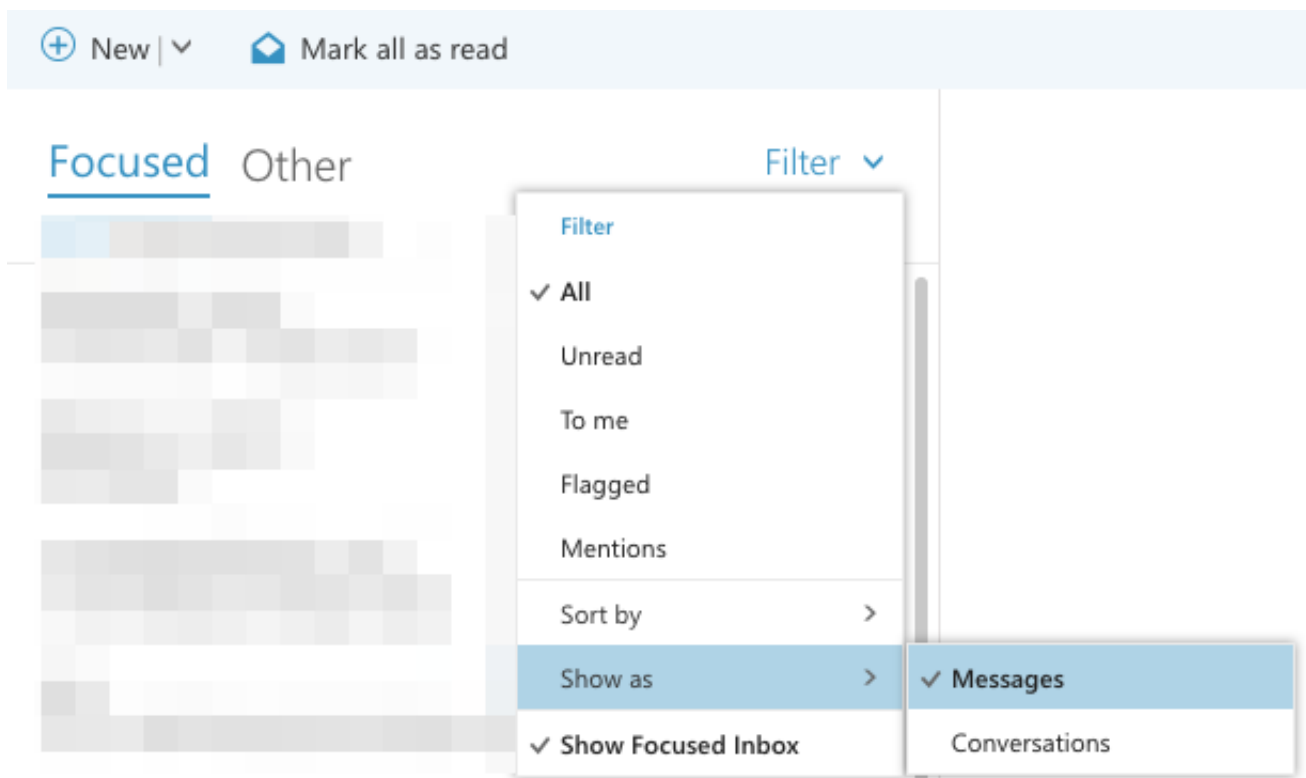 New | Mark all as read
Focused Other Filter
Filter
All
Unread
To me
Flagged
Mentions
Sort by
Show as Messages
Show Focused Inbox Conversations